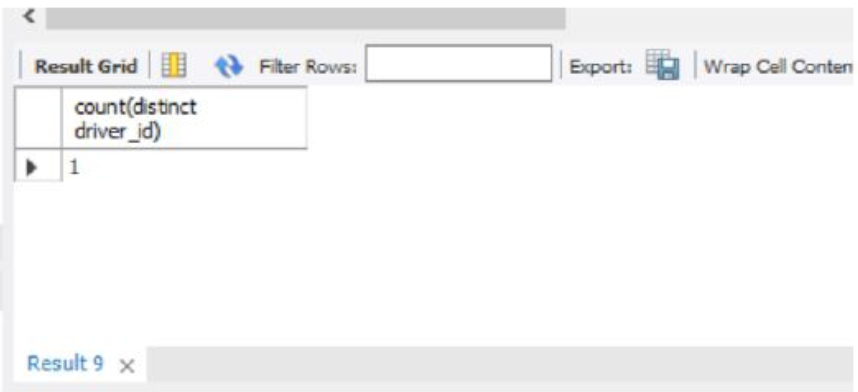 Result Grid Filter Rows: Export: Wrap Cell Conten
count(distinct
driver_id)
1
Result 9